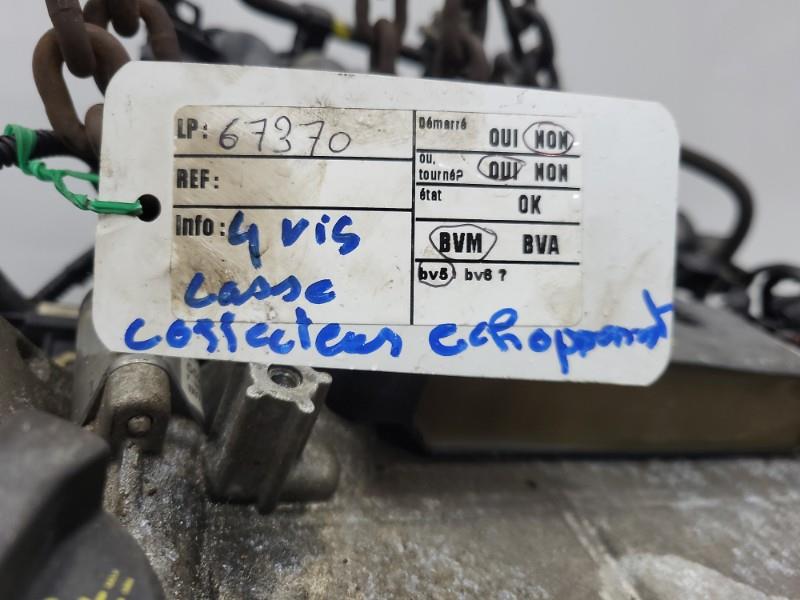 LP: 67370
REF:
Info: 4 vis
casse
collecteur echappement
Démarré OUI NON
ou, tourné? OUI NON
état OK
BVM BVA
bv5 bv6 ?